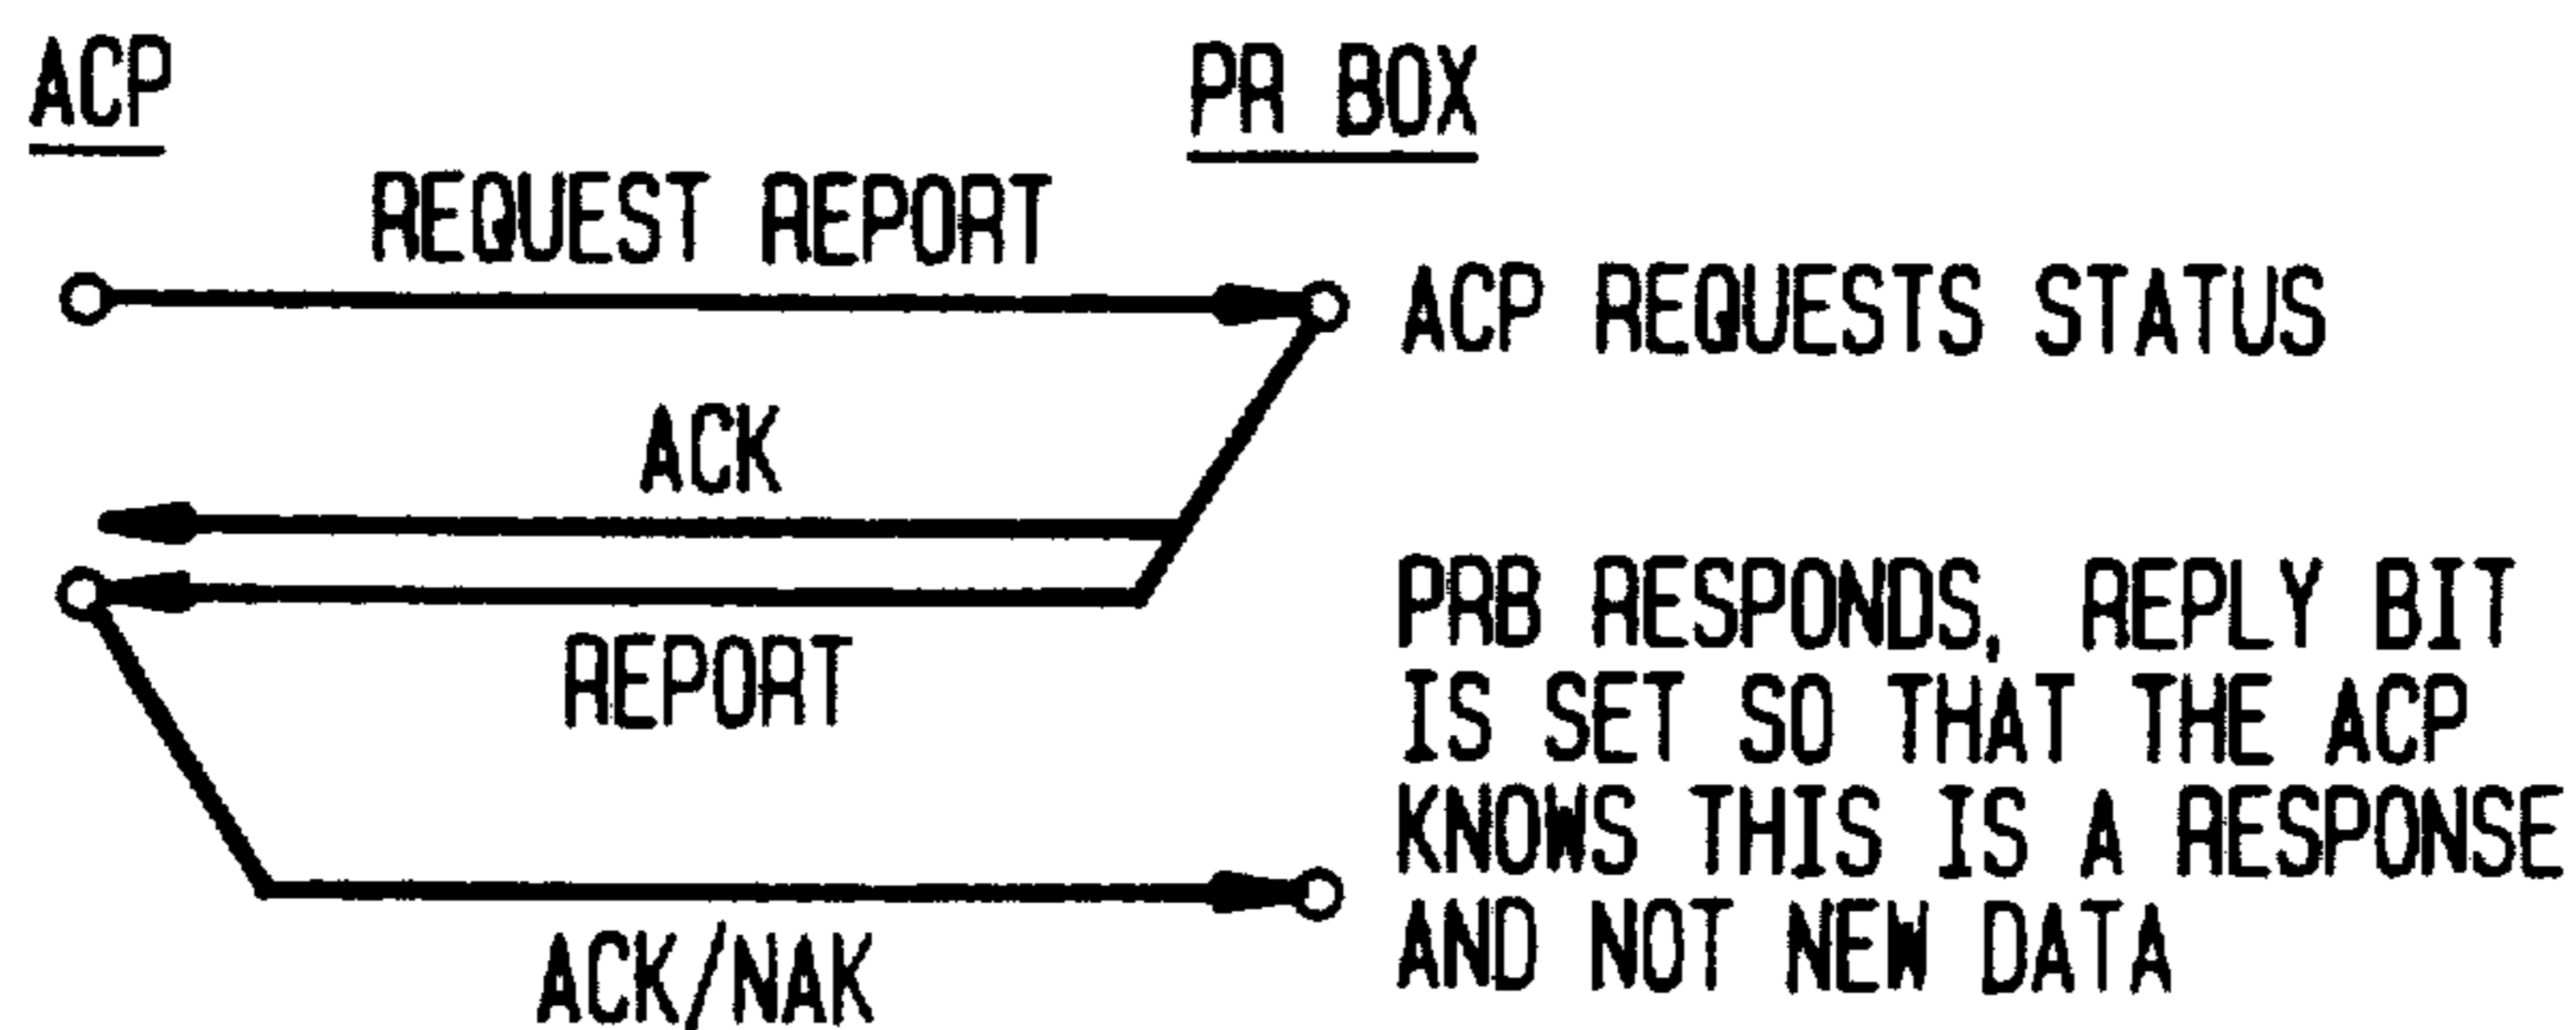 ACP
PR BOX
REQUEST REPORT
ACP REQUESTS STATUS
ACK
REPORT
PRB RESPONDS, REPLY BIT
IS SET SO THAT THE ACP
KNOWS THIS IS A RESPONSE
AND NOT NEW DATA
ACK/NAK